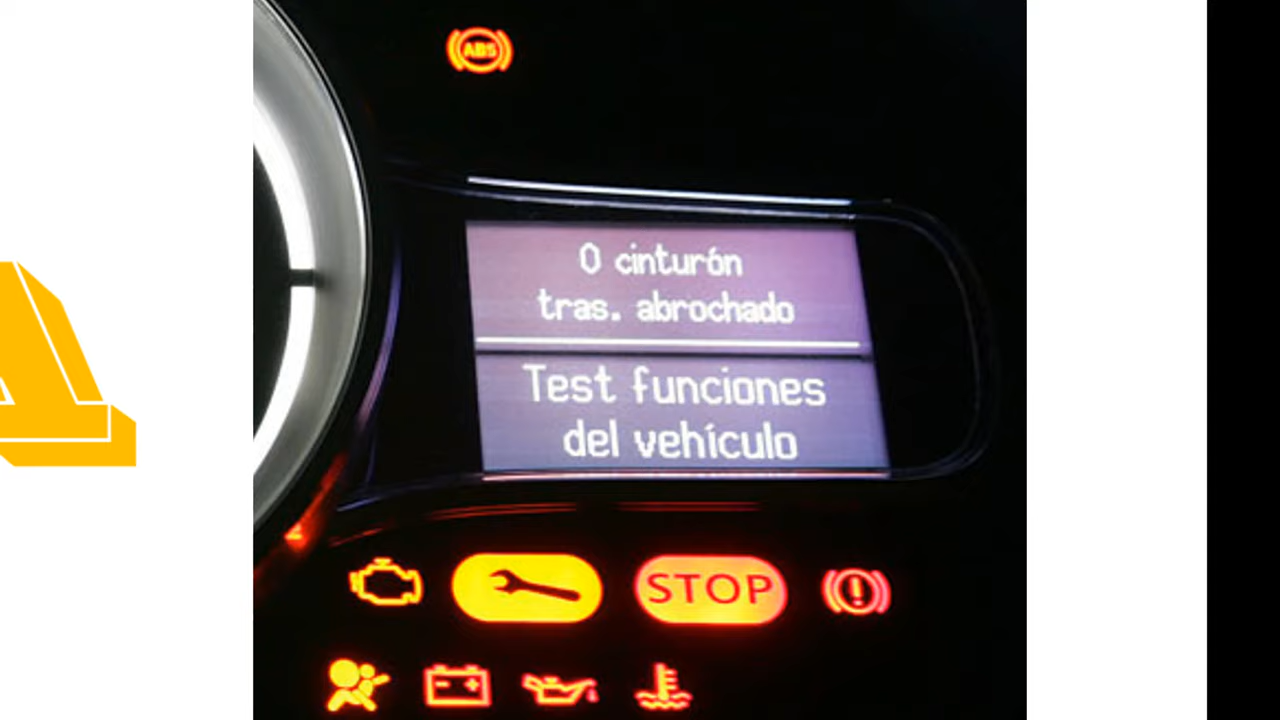 ABS
0 cinturón
tras. abrochado
Test funciones
del vehículo
STOP